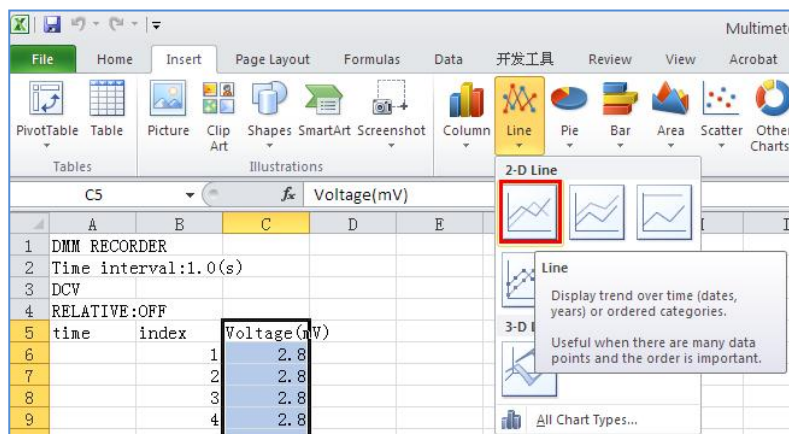 Multimete
File Home Insert Page Layout Formulas Data 开发工具 Review View Acrobat
PivotTable Table Picture Clip Art Shapes SmartArt Screenshot Column Line Pie Bar Area Scatter Other Charts
Tables Illustrations
2-D Line
C5 fx Voltage(mV)
A B C D E I
1 DMM RECORDER
2 Time interval:1.0(s)
3 DCV
4 RELATIVE:OFF
5 time index Voltage(mV)
6 1 2.8
7 2 2.8
8 3 2.8
9 4 2.8
Line
Display trend over time (dates,
years) or ordered categories.
Useful when there are many data
points and the order is important.
3-D L
All Chart Types...